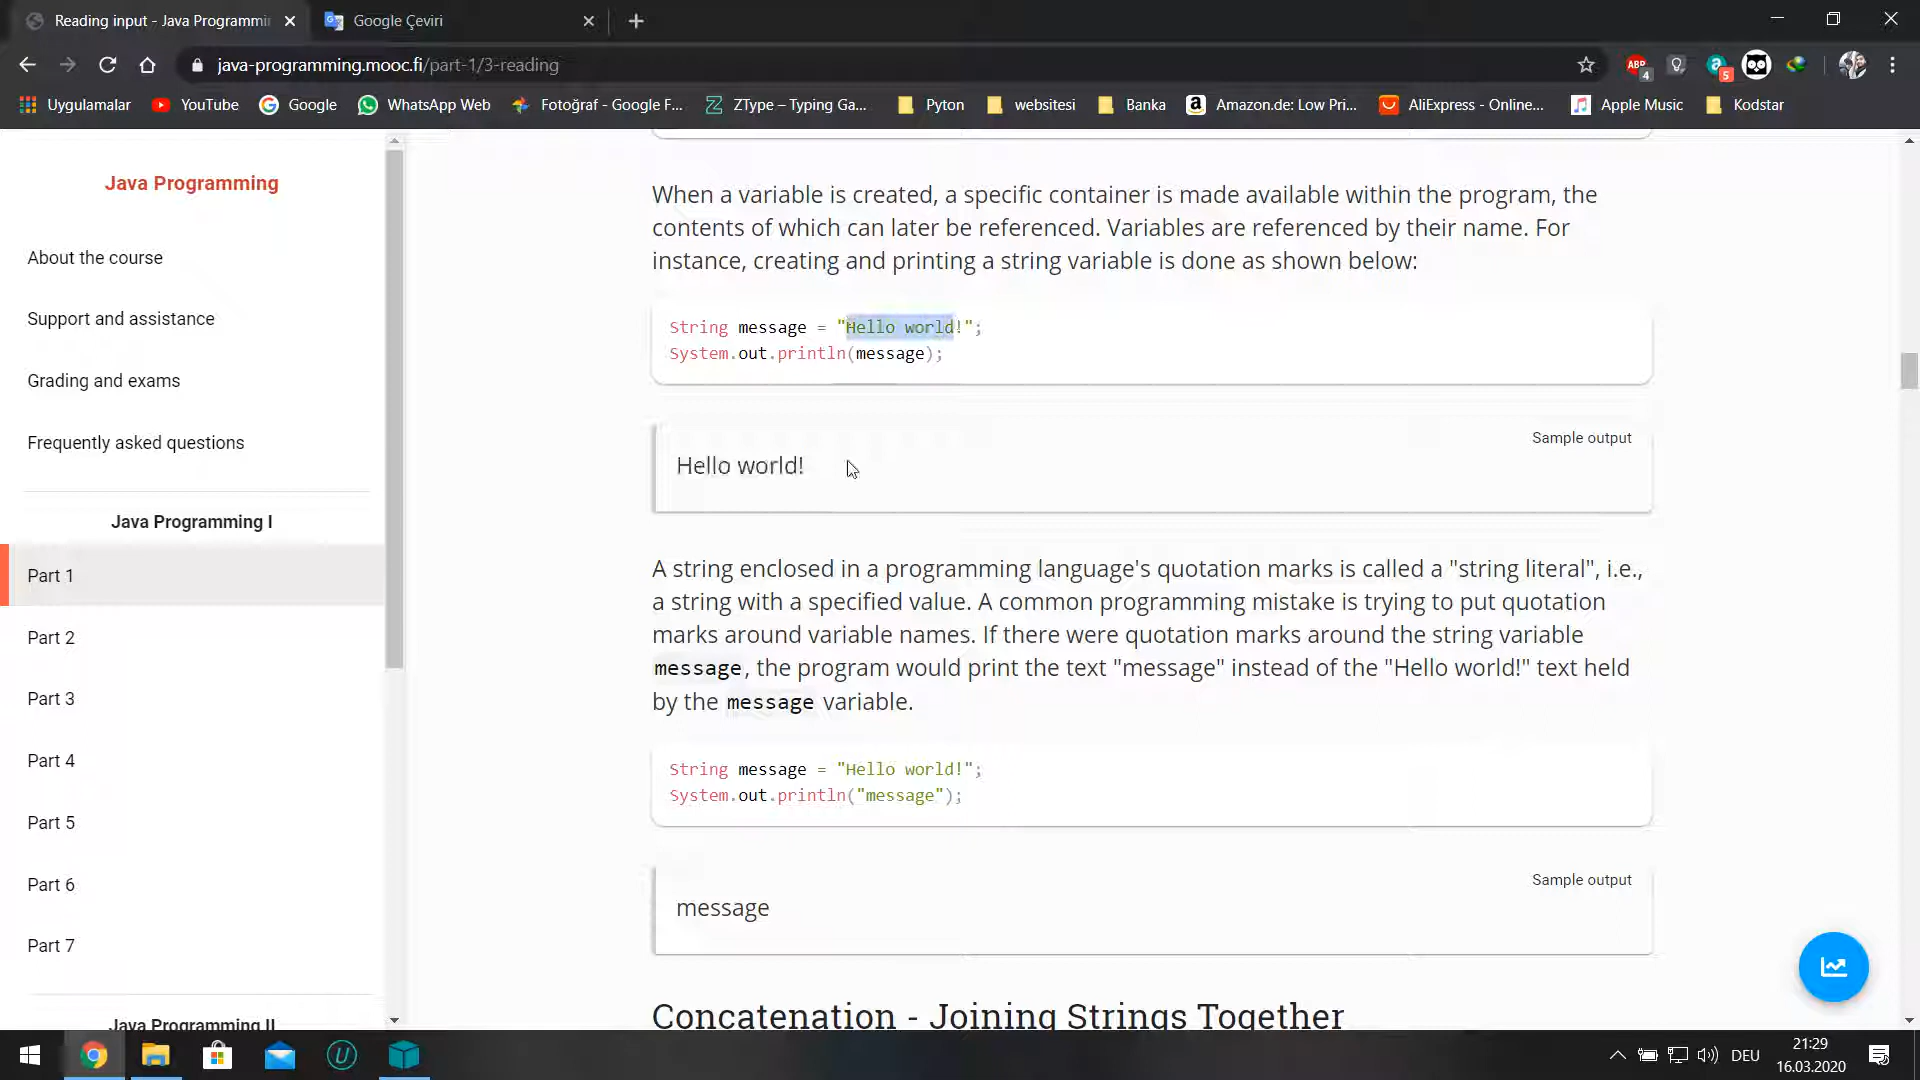 Reading input - Java Programmin
Google Çeviri
java-programming.mooc.fi/part-1/3-reading
ABP
4
5
Uygulamalar
YouTube
Google
WhatsApp Web
Fotoğraf - Google F...
ZType – Typing Ga...
Pyton
websitesi
Banka
Amazon.de: Low Pri...
AliExpress - Online...
Apple Music
Kodstar
Java Programming
About the course
Support and assistance
Grading and exams
Frequently asked questions
Java Programming I
Part 1
Part 2
Part 3
Part 4
Part 5
Part 6
Part 7
Java Programming II
When a variable is created, a specific container is made available within the program, the
contents of which can later be referenced. Variables are referenced by their name. For
instance, creating and printing a string variable is done as shown below:
String message = "Hello world!";
System.out.println(message);
Sample output
Hello world!
A string enclosed in a programming language's quotation marks is called a "string literal", i.e.,
a string with a specified value. A common programming mistake is trying to put quotation
marks around variable names. If there were quotation marks around the string variable
message, the program would print the text "message" instead of the "Hello world!" text held
by the message variable.
String message = "Hello world!";
System.out.println("message");
Sample output
message
Concatenation - Joining Strings Together
DEU
21:29
16.03.2020